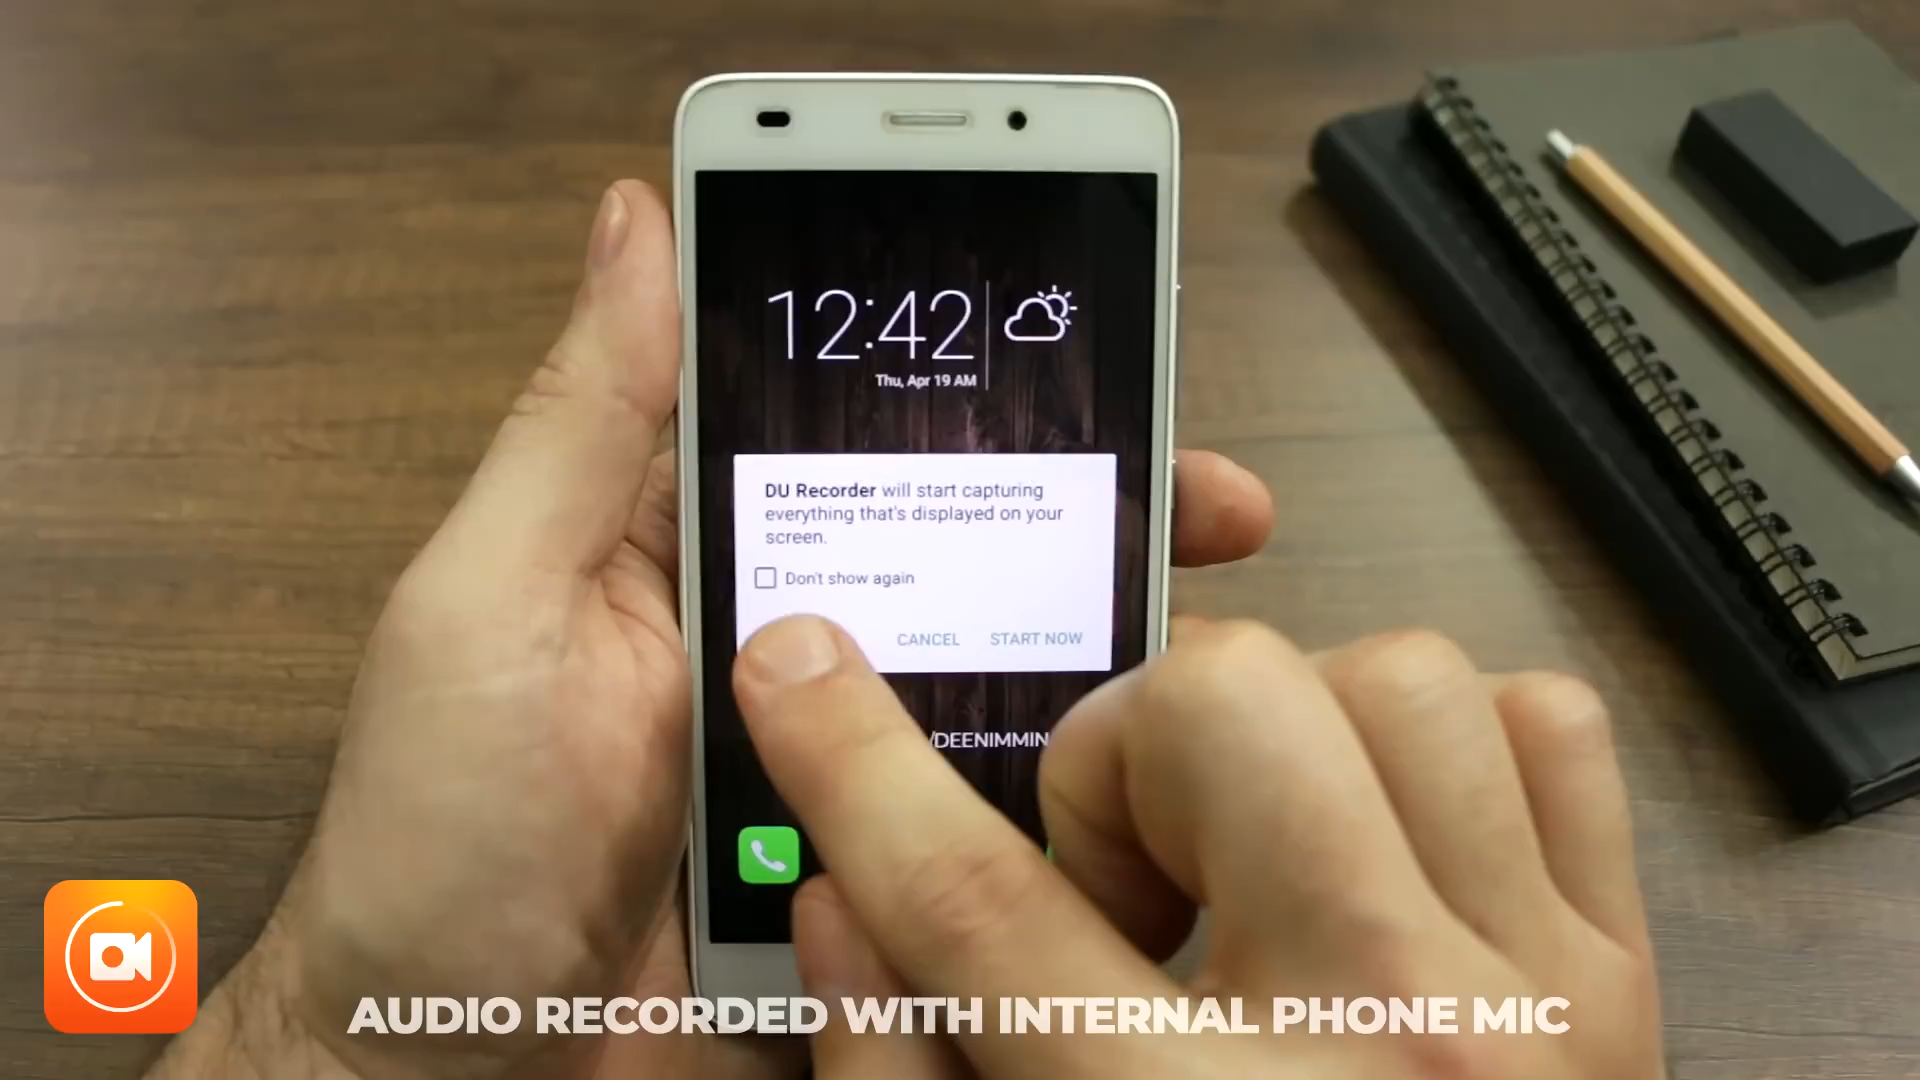 12:42
Thu, Apr 19 AM
DU Recorder will start capturing
everything that's displayed on your
screen.
Don't show again
CANCEL START NOW
/DEENIMMIN
AUDIO RECORDED WITH INTERNAL PHONE MIC